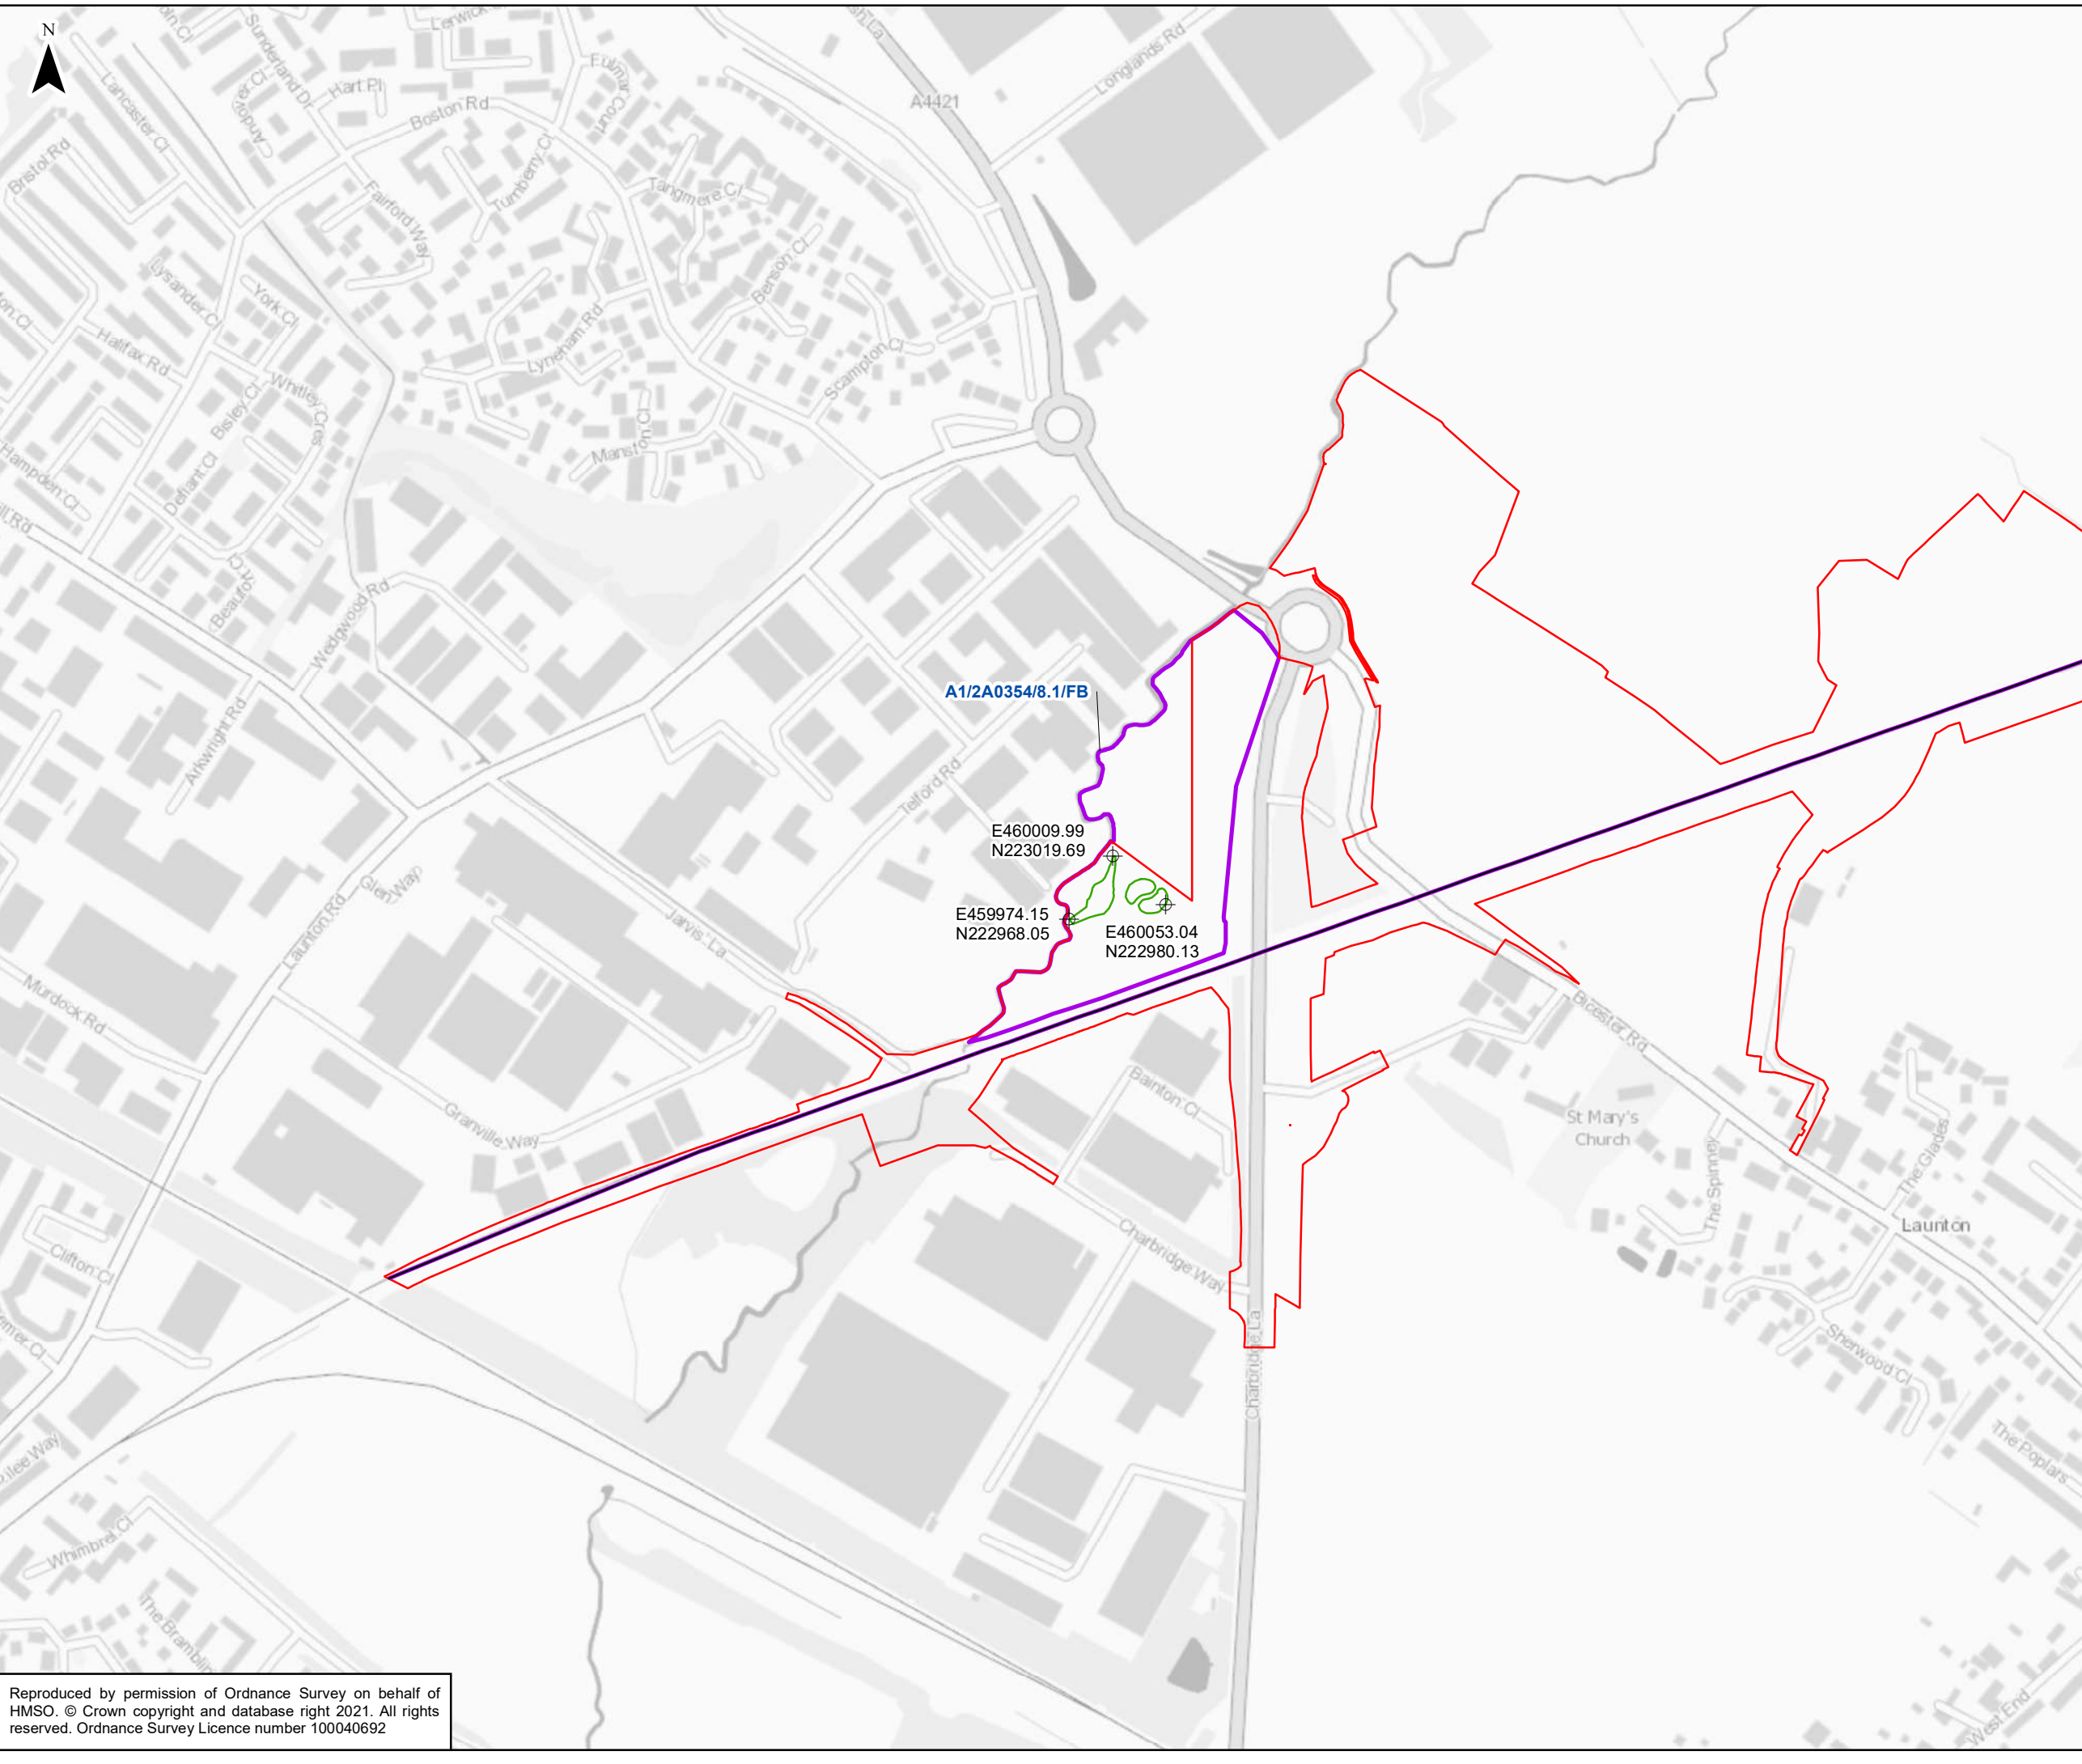 N
Lerwick
Sunderland Dr
Lancaster Cl
Hart Pl
Boston Rd
Fulmar Court
A4421
Longlands Rd
Bristol Rd
Fairford Way
Turnberry Cl
Tangmere Cl
Benson Cl
Lysander Cl
York Cl
Halifax Rd
Whitley Cres
Bisley Cl
Lyneham Rd
Scampton Cl
Manston Cl
Hampden Cl
Defiant Cl
Wedgwood Rd
Arkwright Rd
A1/2A0354/8.1/FB
Telford Rd
E460009.99
N223019.69
Glen Way
Launton Rd
Jarvis La
E459974.15
N222968.05
E460053.04
N222980.13
Murdock Rd
Granville Way
Bainton Cl
Bicester Rd
St Mary's
Church
The Spinney
The Glades
Launton
Charbridge Way
Charbridge La
Clifton Cl
Sherwood Cl
The Poplars
Whimbrel Cl
West End
Reproduced by permission of Ordnance Survey on behalf of
HMSO. © Crown copyright and database right 2021. All rights
reserved. Ordnance Survey Licence number 100040692